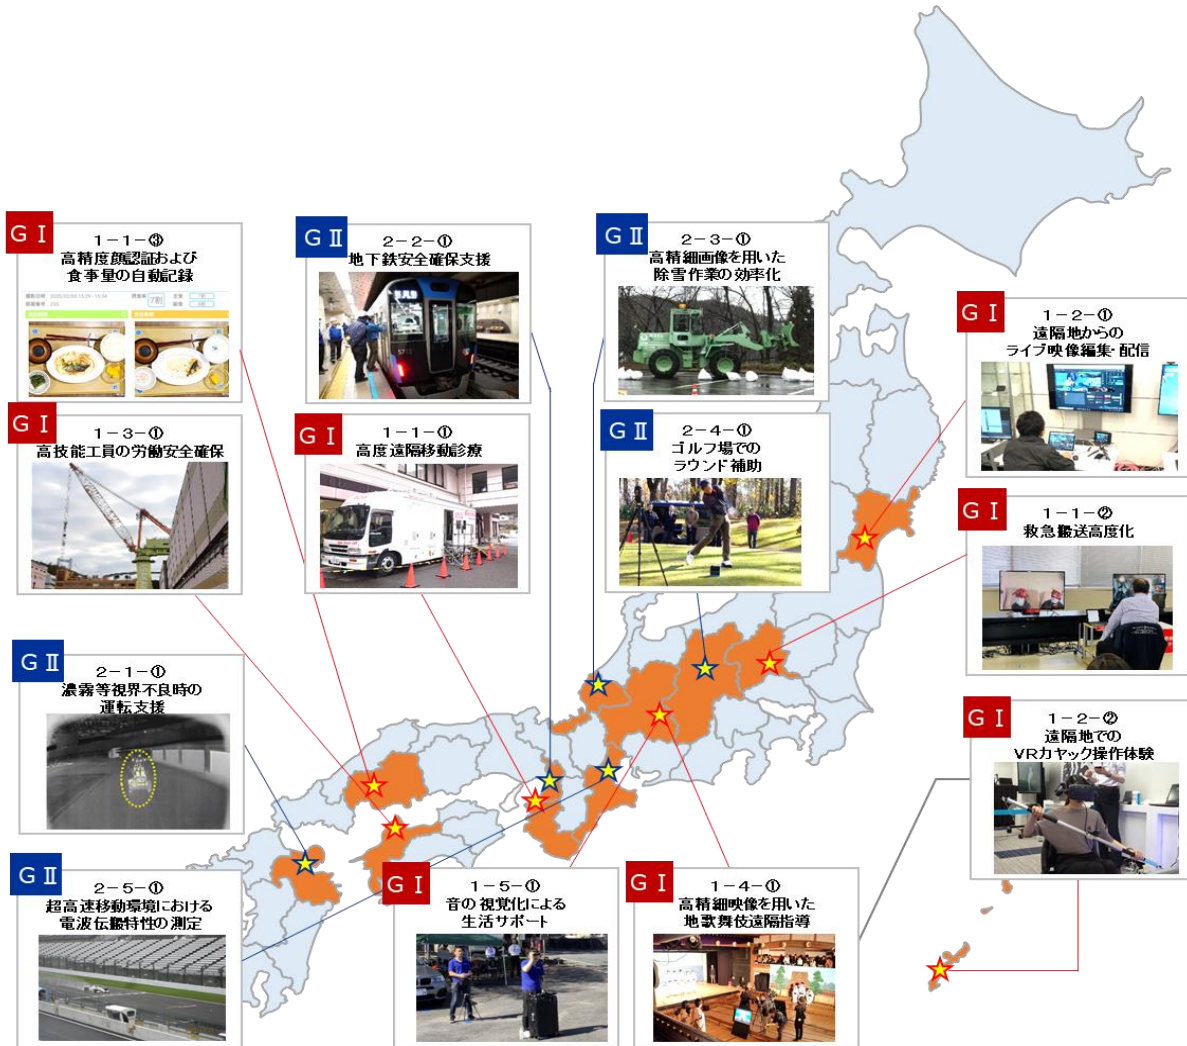 GⅠ
1-1-③
高精度顔認証および
食事量の自動記録
7割
GⅡ
2-2-①
地下鉄安全確保支援
GⅡ
2-3-①
高精細画像を用いた
除雪作業の効率化
GⅠ
1-2-①
遠隔地からの
ライブ映像編集・配信
GⅠ
1-3-①
高技能工員の労働安全確保
GⅠ
1-1-①
高度遠隔移動診療
GⅡ
2-4-①
ゴルフ場での
ラウンド補助
GⅠ
1-1-②
救急搬送高度化
GⅡ
2-1-①
濃霧等視界不良時の
運転支援
GⅠ
1-2-②
遠隔地での
VRカヤック操作体験
GⅡ
2-5-①
超高速移動環境における
電波伝搬特性の測定
GⅠ
1-5-①
音の視覚化による
生活サポート
GⅠ
1-4-①
高精細映像を用いた
地歌舞伎遠隔指導